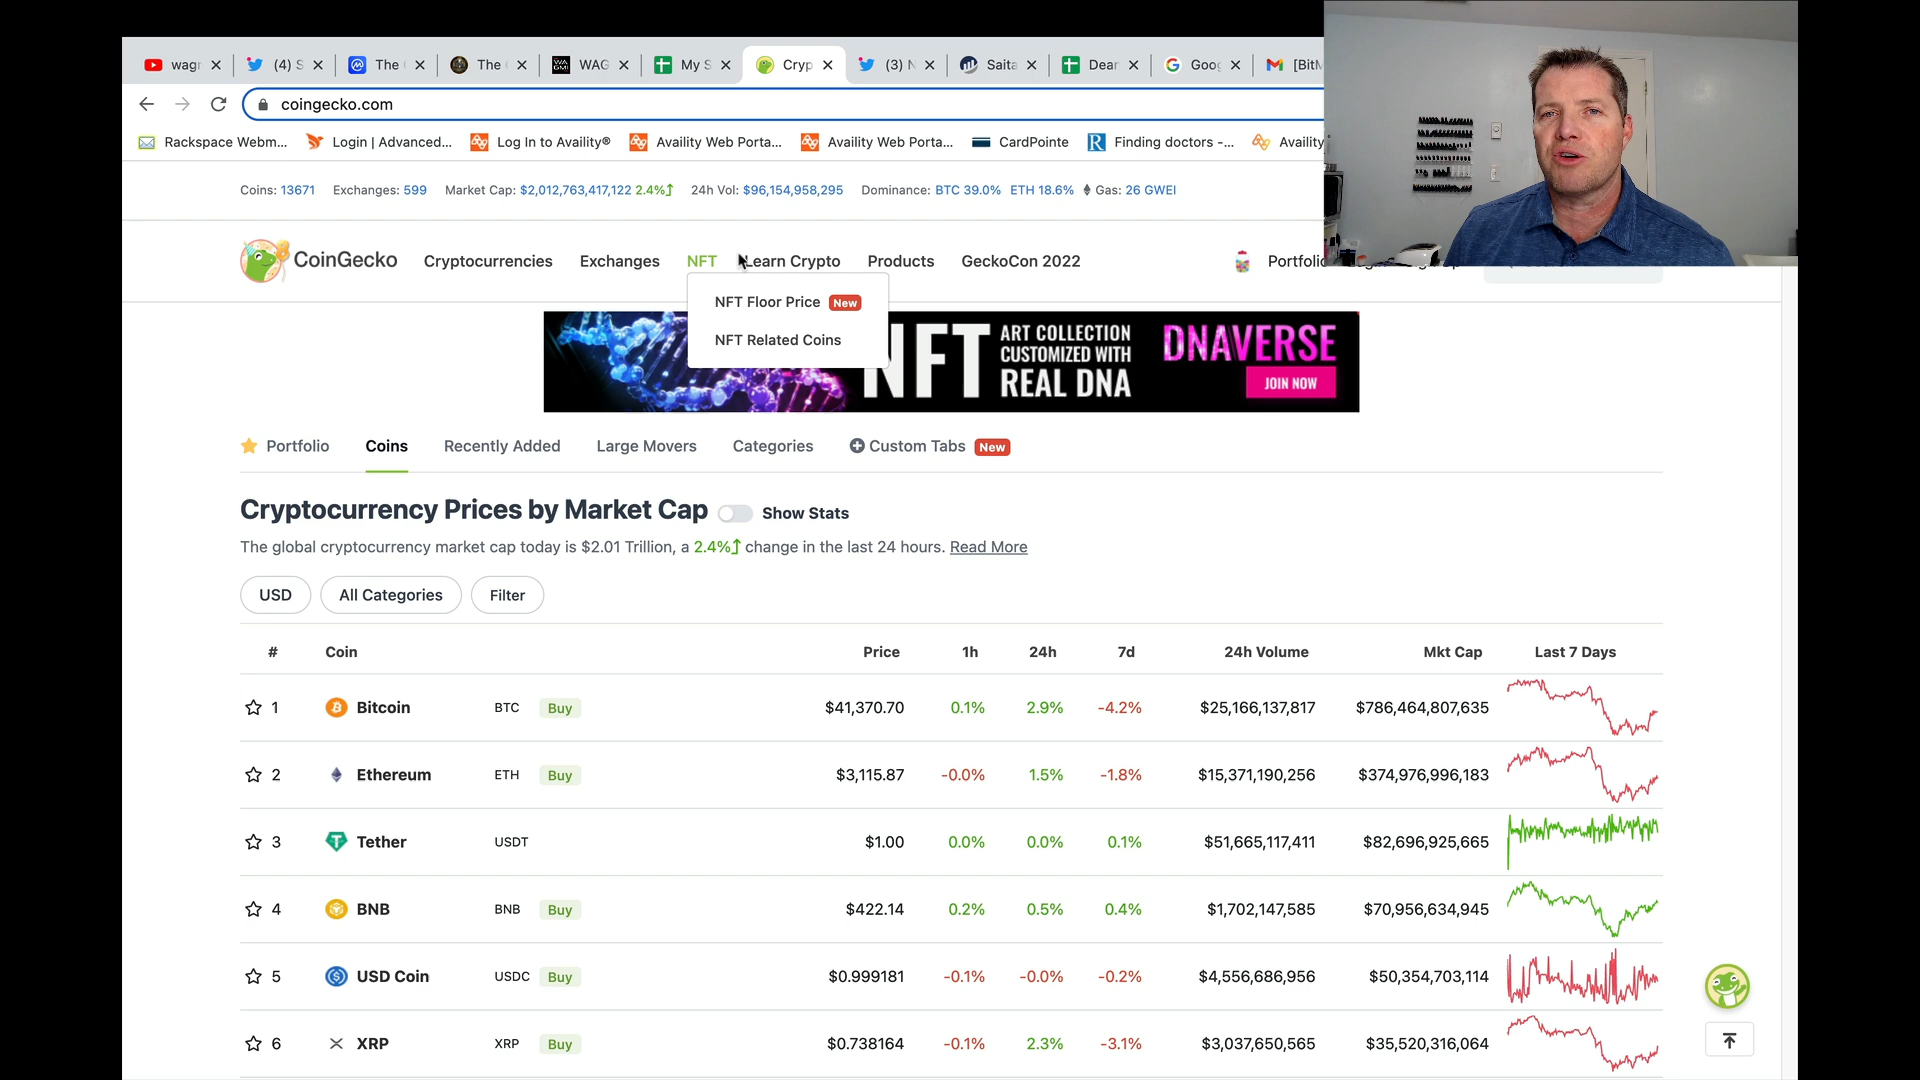 wagr
(4) S
The
The
WAG
My S
Cryp
(3) N
Saita
Dear
Goog
[BitM
coingecko.com
Rackspace Webm...
Login | Advanced...
Log In to Availity®
Availity Web Porta...
Availity Web Porta...
CardPointe
Finding doctors -...
Availity
Coins: 13671 Exchanges: 599 Market Cap: $2,012,763,417,122 2.4% 24h Vol: $96,154,958,295 Dominance: BTC 39.0% ETH 18.6% Gas: 26 GWEI
CoinGecko
Cryptocurrencies
Exchanges
NFT
Learn Crypto
Products
GeckoCon 2022
Portfolio
NFT Floor Price New
NFT Related Coins
NFT
ART COLLECTION
CUSTOMIZED WITH
REAL DNA
DNAVERSE
JOIN NOW
Portfolio
Coins
Recently Added
Large Movers
Categories
Custom Tabs New
Cryptocurrency Prices by Market Cap Show Stats
The global cryptocurrency market cap today is $2.01 Trillion, a 2.4% change in the last 24 hours. Read More
USD
All Categories
Filter
# Coin Price 1h 24h 7d 24h Volume Mkt Cap Last 7 Days
1 Bitcoin BTC Buy $41,370.70 0.1% 2.9% -4.2% $25,166,137,817 $786,464,807,635
2 Ethereum ETH Buy $3,115.87 -0.0% 1.5% -1.8% $15,371,190,256 $374,976,996,183
3 Tether USDT $1.00 0.0% 0.0% 0.1% $51,665,117,411 $82,696,925,665
4 BNB BNB Buy $422.14 0.2% 0.5% 0.4% $1,702,147,585 $70,956,634,945
5 USD Coin USDC Buy $0.999181 -0.1% -0.0% -0.2% $4,556,686,956 $50,354,703,114
6 XRP XRP Buy $0.738164 -0.1% 2.3% -3.1% $3,037,650,565 $35,520,316,064